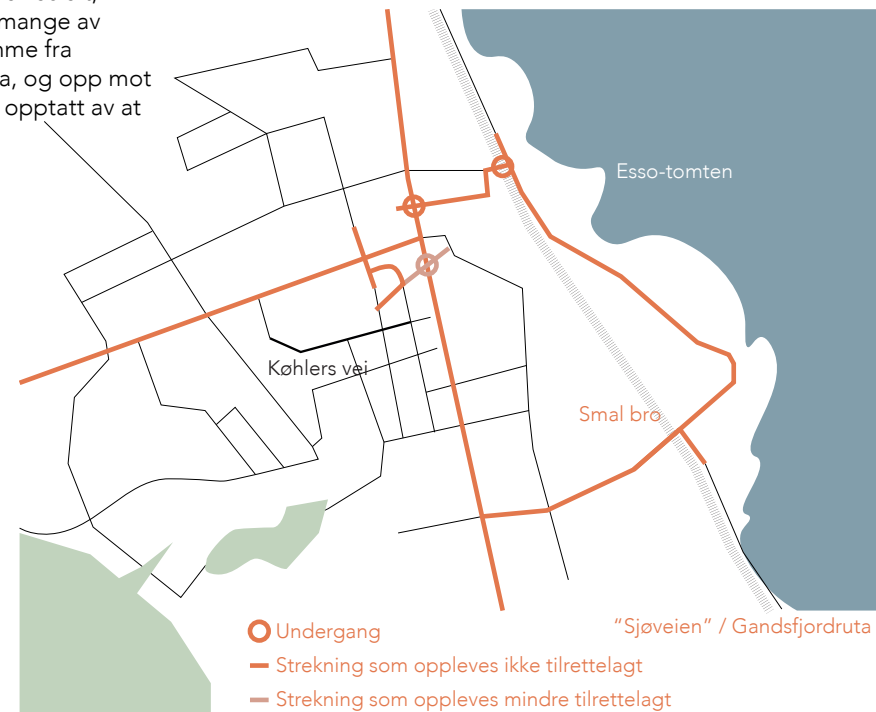 mange av
fra
a, og opp mot
opptatt av at
Esso-tomten
Køhlers vei
Smal bro
"Sjøveien" / Gandsfjordruta
Undergang
Strekning som oppleves ikke tilrettelagt
Strekning som oppleves mindre tilrettelagt